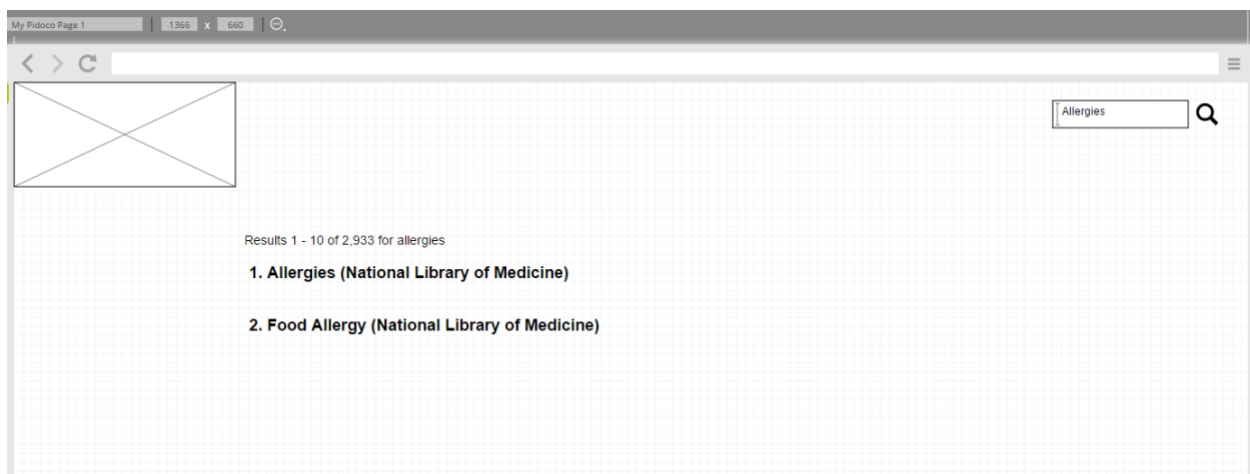 My Pidoco Page 1 1366 x 660
Allergies
Results 1 - 10 of 2,933 for allergies
1. Allergies (National Library of Medicine)
2. Food Allergy (National Library of Medicine)